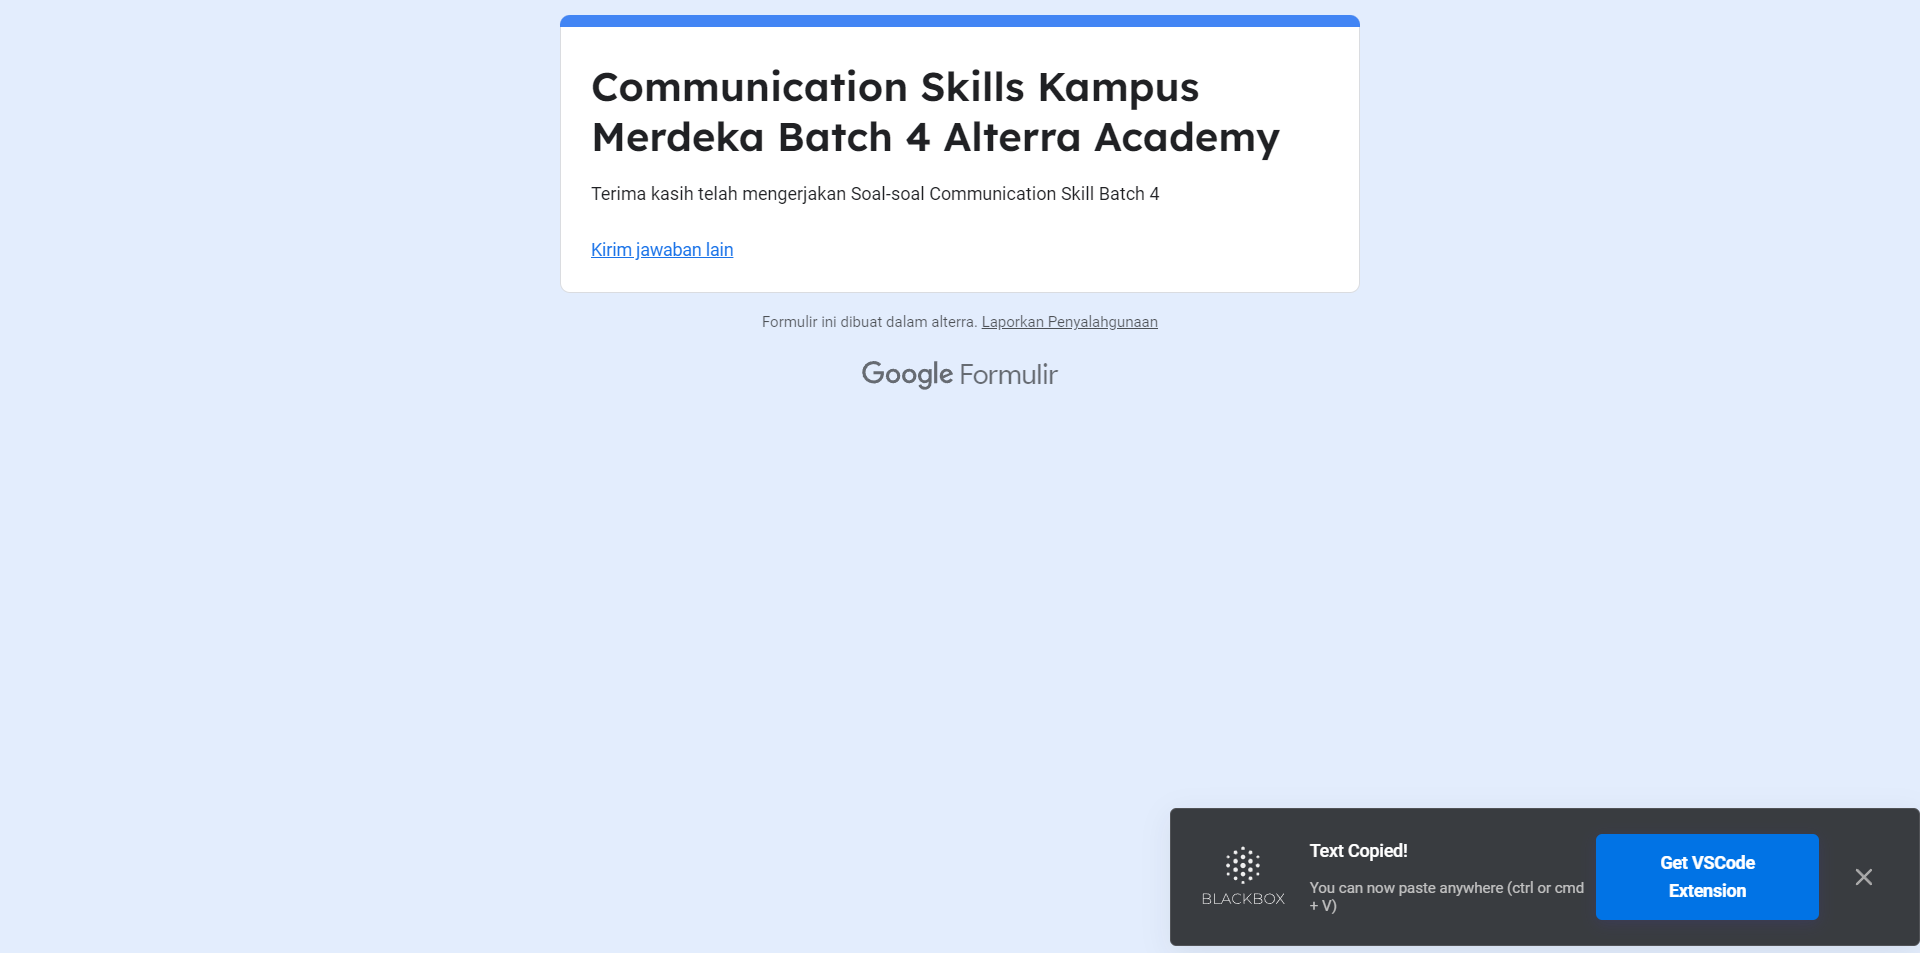 Communication Skills Kampus
Merdeka Batch 4 Alterra Academy
Terima kasih telah mengerjakan Soal-soal Communication Skill Batch 4
Kirim jawaban lain
Formulir ini dibuat dalam alterra. Laporkan Penyalahgunaan
Google Formulir
BLACKBOX
Text Copied!
You can now paste anywhere (ctrl or cmd
+ V)
Get VSCode
Extension